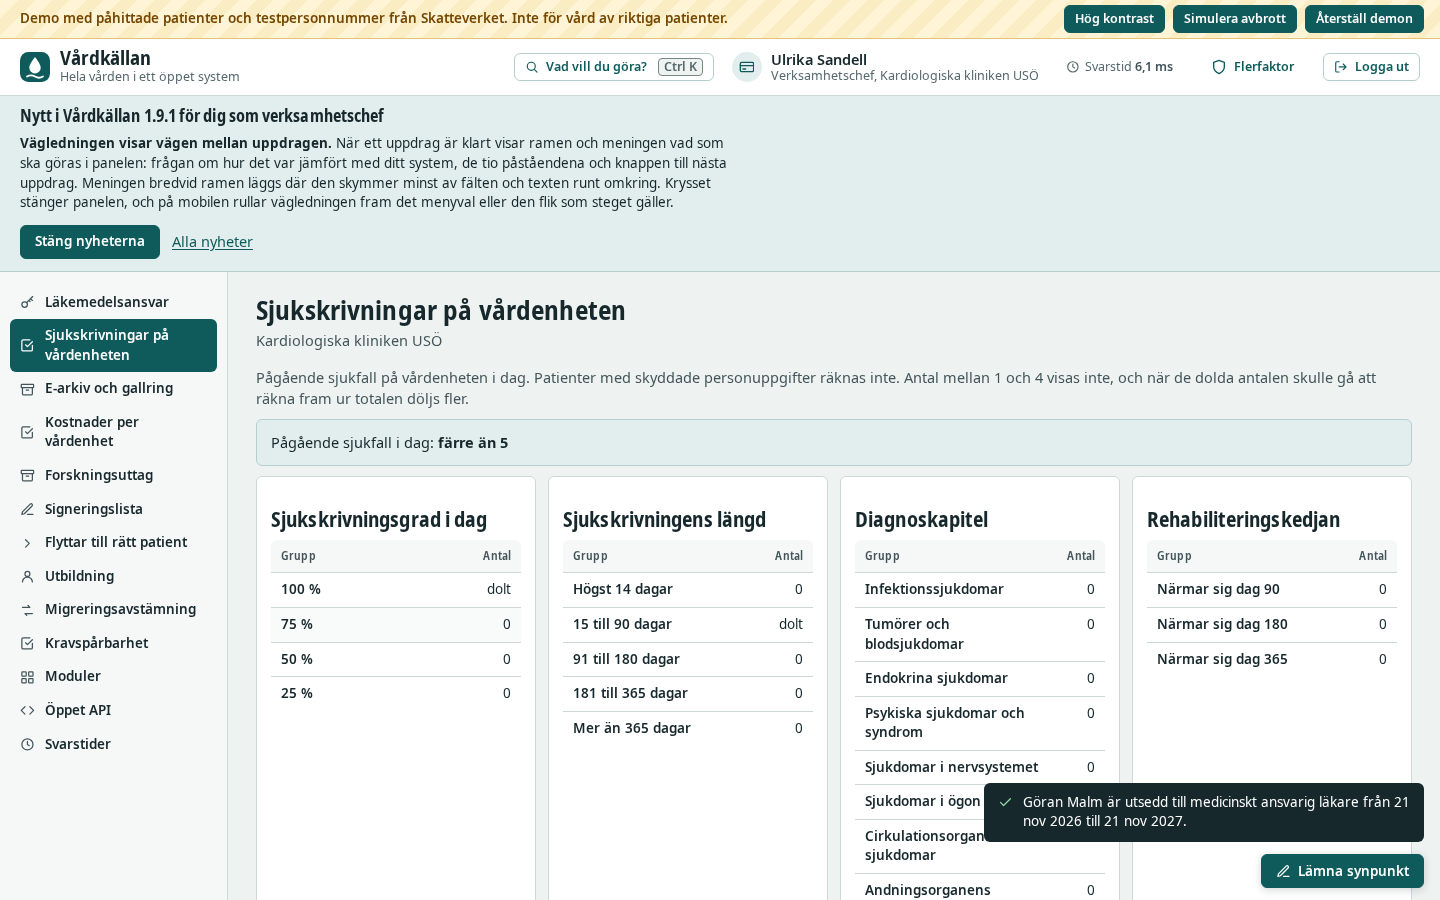 Demo med påhittade patienter och testpersonnummer från Skatteverket. Inte för vård av riktiga patienter.
Hög kontrast
Simulera avbrott
Återställ demon
Vårdkällan
Hela vården i ett öppet system
Vad vill du göra? Ctrl K
Ulrika Sandell
Verksamhetschef, Kardiologiska kliniken USÖ
Svarstid 6,1 ms
Flerfaktor
Logga ut
Nytt i Vårdkällan 1.9.1 för dig som verksamhetschef
Vägledningen visar vägen mellan uppdragen. När ett uppdrag är klart visar ramen och meningen vad som
ska göras i panelen: frågan om hur det var jämfört med ditt system, de tio påståendena och knappen till nästa
uppdrag. Meningen bredvid ramen läggs där den skymmer minst av fälten och texten runt omkring. Krysset
stänger panelen, och på mobilen rullar vägledningen fram det menyval eller den flik som steget gäller.
Stäng nyheterna
Alla nyheter
Läkemedelsansvar
Sjukskrivningar på
vårdenheten
E-arkiv och gallring
Kostnader per
vårdenhet
Forskningsuttag
Signeringslista
Flyttar till rätt patient
Utbildning
Migreringsavstämning
Kravspårbarhet
Moduler
Öppet API
Svarstider
Sjukskrivningar på vårdenheten
Kardiologiska kliniken USÖ
Pågående sjukfall på vårdenheten i dag. Patienter med skyddade personuppgifter räknas inte. Antal mellan 1 och 4 visas inte, och när de dolda antalen skulle gå att
räkna fram ur totalen döljs fler.
Pågående sjukfall i dag: färre än 5
Sjukskrivningsgrad i dag
Grupp Antal
100 % dolt
75 % 0
50 % 0
25 % 0
Sjukskrivningens längd
Grupp Antal
Högst 14 dagar 0
15 till 90 dagar dolt
91 till 180 dagar 0
181 till 365 dagar 0
Mer än 365 dagar 0
Diagnoskapitel
Grupp Antal
Infektionssjukdomar 0
Tumörer och
blodsjukdomar 0
Endokrina sjukdomar 0
Psykiska sjukdomar och
syndrom 0
Sjukdomar i nervsystemet 0
Sjukdomar i ögon
Cirkulationsorgan
sjukdomar
Andningsorganens 0
Rehabiliteringskedjan
Grupp Antal
Närmar sig dag 90 0
Närmar sig dag 180 0
Närmar sig dag 365 0
Göran Malm är utsedd till medicinskt ansvarig läkare från 21
nov 2026 till 21 nov 2027.
Lämna synpunkt